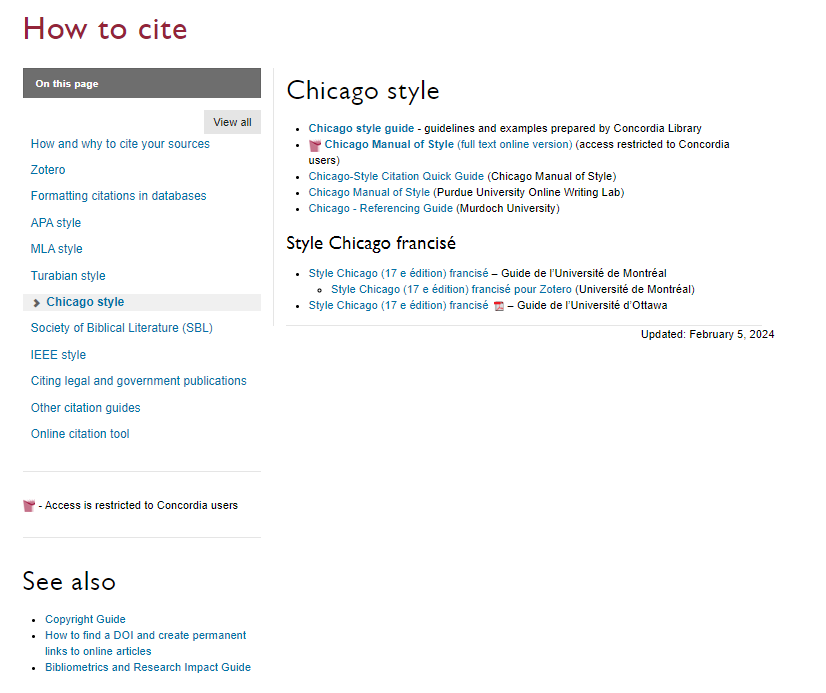 How to cite
On this page
View all
How and why to cite your sources
Zotero
Formatting citations in databases
APA style
MLA style
Turabian style
Chicago style
Society of Biblical Literature (SBL)
IEEE style
Citing legal and government publications
Other citation guides
Online citation tool
- Access is restricted to Concordia users
See also
Copyright Guide
How to find a DOI and create permanent
links to online articles
Bibliometrics and Research Impact Guide
Chicago style
Chicago style guide - guidelines and examples prepared by Concordia Library
Chicago Manual of Style (full text online version) (access restricted to Concordia
users)
Chicago-Style Citation Quick Guide (Chicago Manual of Style)
Chicago Manual of Style (Purdue University Online Writing Lab)
Chicago - Referencing Guide (Murdoch University)
Style Chicago francisé
Style Chicago (17 e édition) francisé – Guide de l'Université de Montréal
Style Chicago (17 e édition) francisé pour Zotero (Université de Montréal)
Style Chicago (17 e édition) francisé – Guide de l'Université d'Ottawa
Updated: February 5, 2024